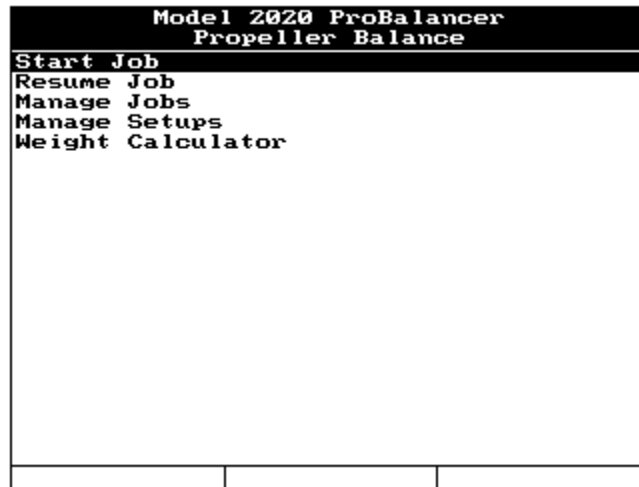 Model 2020 ProBalancer
Propeller Balance
Start Job
Resume Job
Manage Jobs
Manage Setups
Weight Calculator